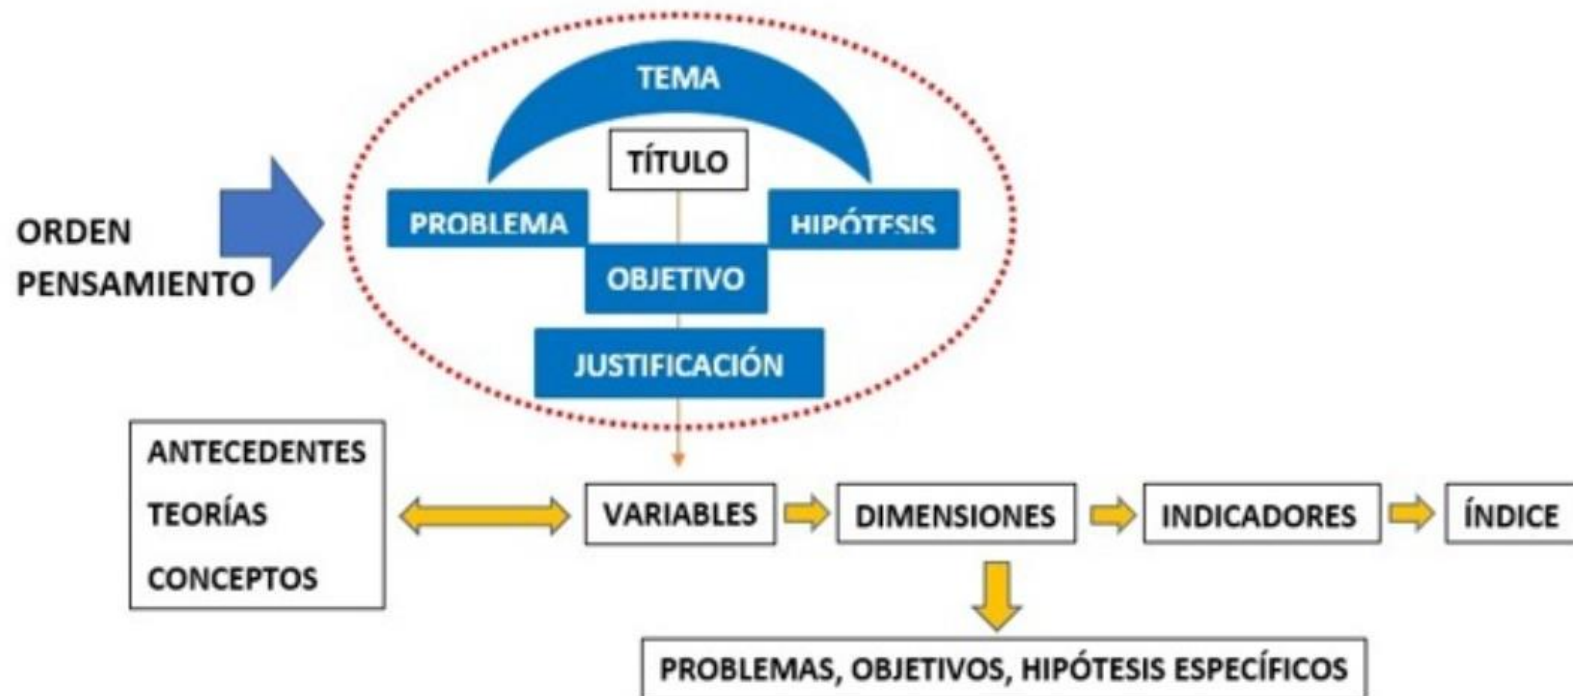 TEMA
TÍTULO
PROBLEMA
HIPÓTESIS
ORDEN
PENSAMIENTO
OBJETIVO
JUSTIFICACIÓN
ANTECEDENTES
TEORÍAS
CONCEPTOS
VARIABLES
DIMENSIONES
INDICADORES
ÍNDICE
PROBLEMAS, OBJETIVOS, HIPÓTESIS ESPECÍFICOS